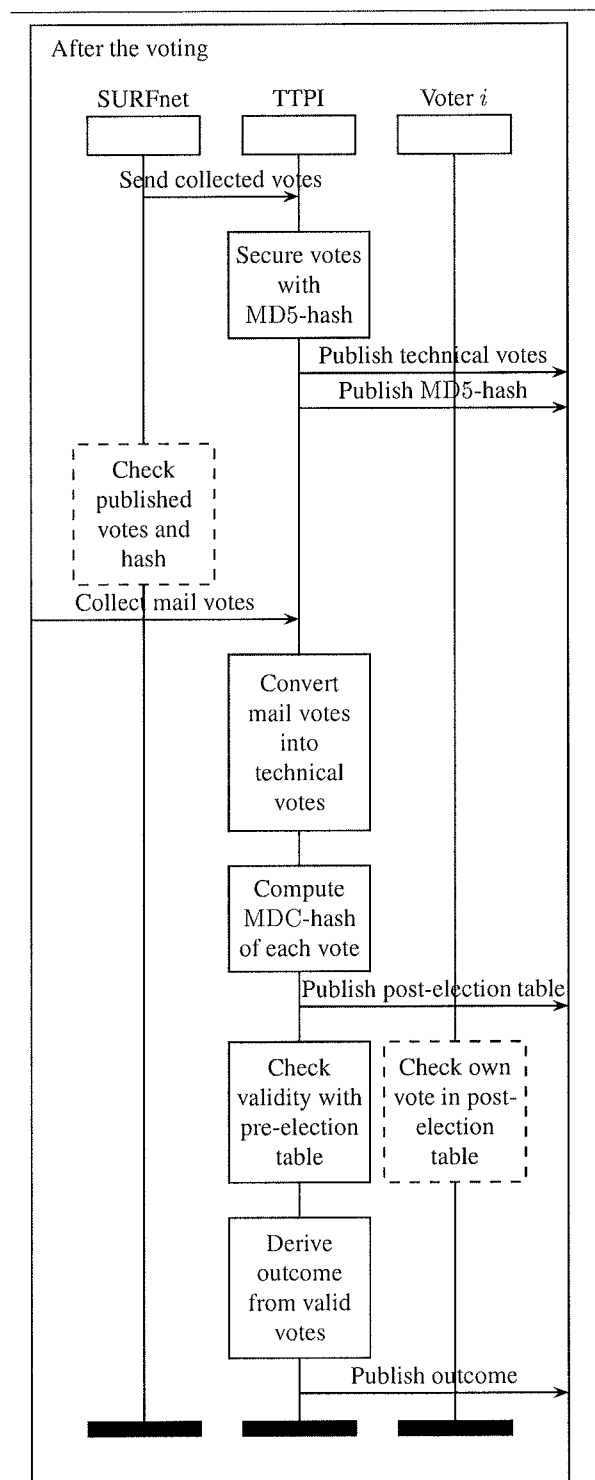 After the voting
SURFnet TTPI Voter i
Send collected votes
Secure votes
with
MD5-hash
Publish technical votes
Publish MD5-hash
Check
published
votes and
hash
Collect mail votes
Convert
mail votes
into
technical
votes
Compute
MDC-hash
of each vote
Publish post-election table
Check
validity with
pre-election
table
Check own
vote in post-
election
table
Derive
outcome
from valid
votes
Publish outcome